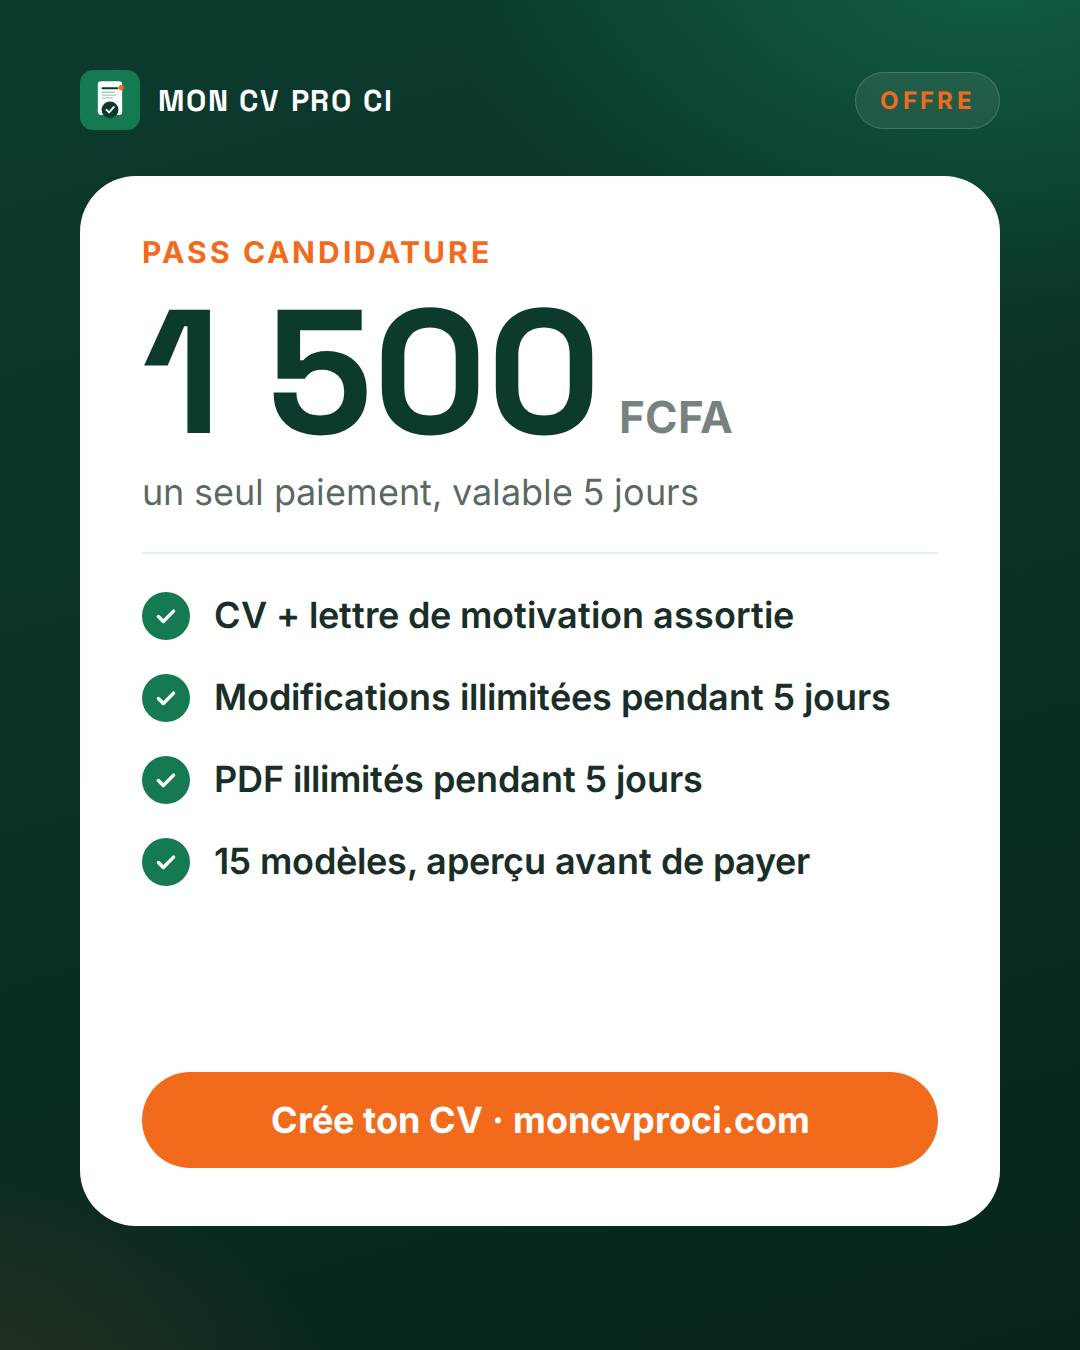 MON CV PRO CI
OFFRE
PASS CANDIDATURE
1 500 FCFA
un seul paiement, valable 5 jours
CV + lettre de motivation assortie
Modifications illimitées pendant 5 jours
PDF illimités pendant 5 jours
15 modèles, aperçu avant de payer
Crée ton CV · moncvproci.com